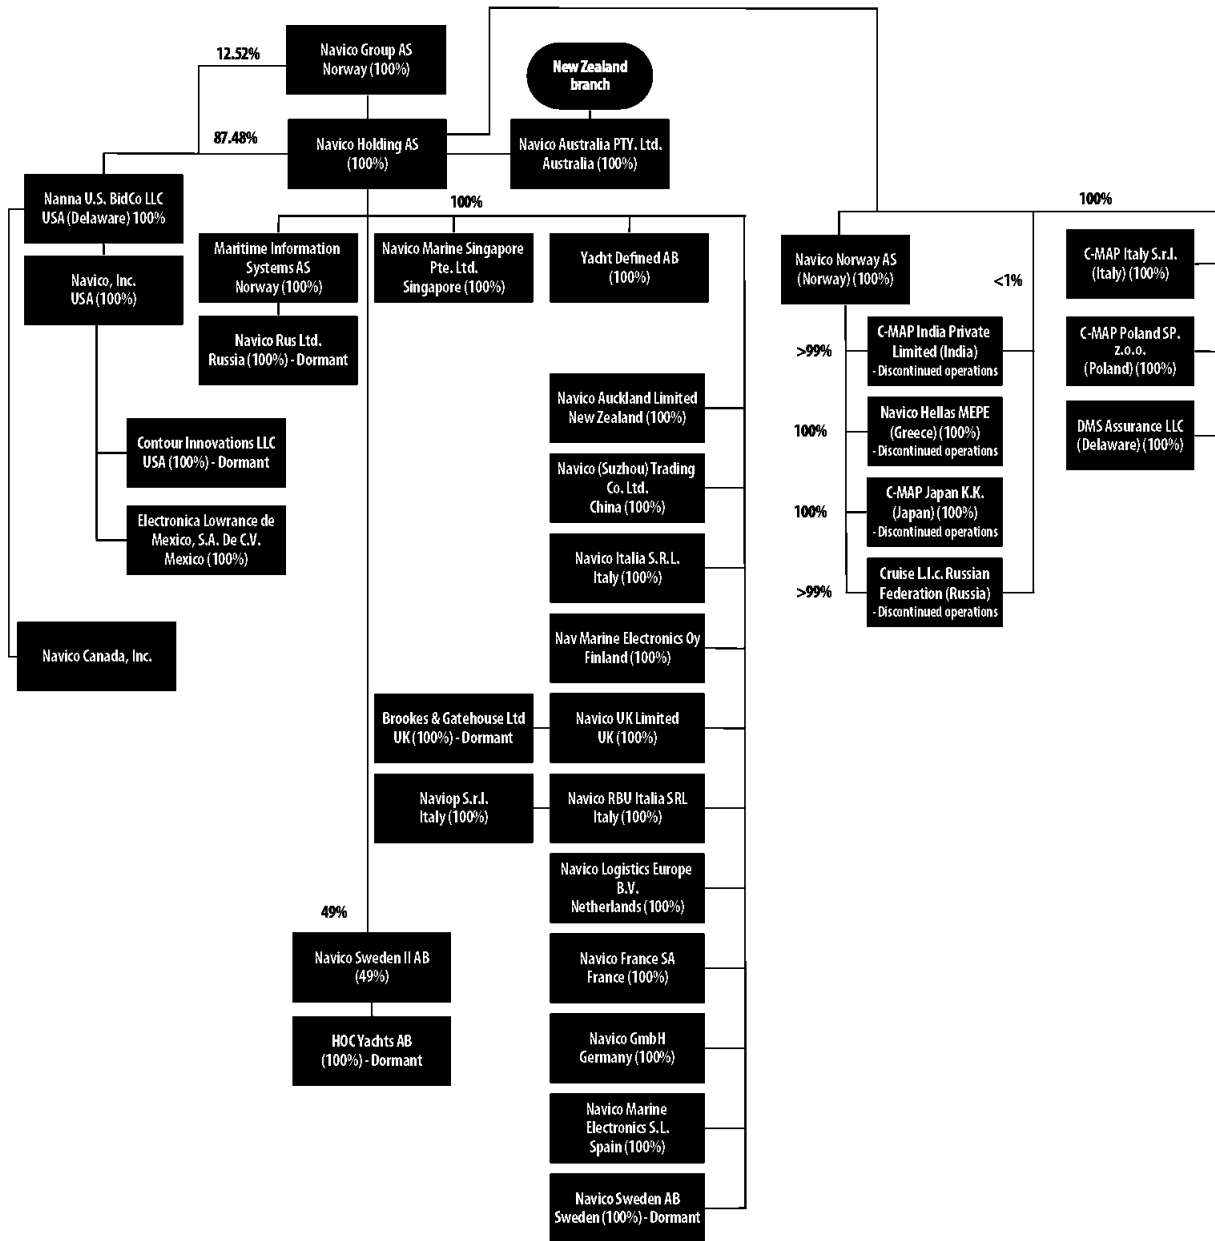 12.52%
Navico Group AS
Norway (100%)
New Zealand
branch
87.48%
Navico Holding AS
(100%)
Navico Australia PTY. Ltd.
Australia (100%)
Nanna U.S. BidCo LLC
USA (Delaware) 100%
Navico, Inc.
USA (100%)
Contour Innovations LLC
USA (100%) - Dormant
Electronica Lowrance de
Mexico, S.A. De C.V.
Mexico (100%)
Navico Canada, Inc.
100%
Maritime Information
Systems AS
Norway (100%)
Navico Rus Ltd.
Russia (100%) - Dormant
Navico Marine Singapore
Pte. Ltd.
Singapore (100%)
Yacht Defined AB
(100%)
Navico Auckland Limited
New Zealand (100%)
Navico (Suzhou) Trading
Co. Ltd.
China (100%)
Navico Italia S.R.L.
Italy (100%)
Nav Marine Electronics Oy
Finland (100%)
Brookes & Gatehouse Ltd
UK (100%) - Dormant
Navico UK Limited
UK (100%)
Naviop S.r.l.
Italy (100%)
Navico RBU Italia SRL
Italy (100%)
Navico Logistics Europe
B.V.
Netherlands (100%)
49%
Navico Sweden II AB
(49%)
HOC Yachts AB
(100%) - Dormant
Navico France SA
France (100%)
Navico GmbH
Germany (100%)
Navico Marine
Electronics S.L.
Spain (100%)
Navico Sweden AB
Sweden (100%) - Dormant
100%
Navico Norway AS
(Norway) (100%)
<1%
>99%
C-MAP India Private
Limited (India)
- Discontinued operations
100%
Navico Hellas MEPE
(Greece) (100%)
- Discontinued operations
100%
C-MAP Japan K.K.
(Japan) (100%)
- Discontinued operations
>99%
Cruise L.l.c. Russian
Federation (Russia)
- Discontinued operations
C-MAP Italy S.r.l.
(Italy) (100%)
C-MAP Poland SP.
z.o.o.
(Poland) (100%)
DMS Assurance LLC
(Delaware) (100%)